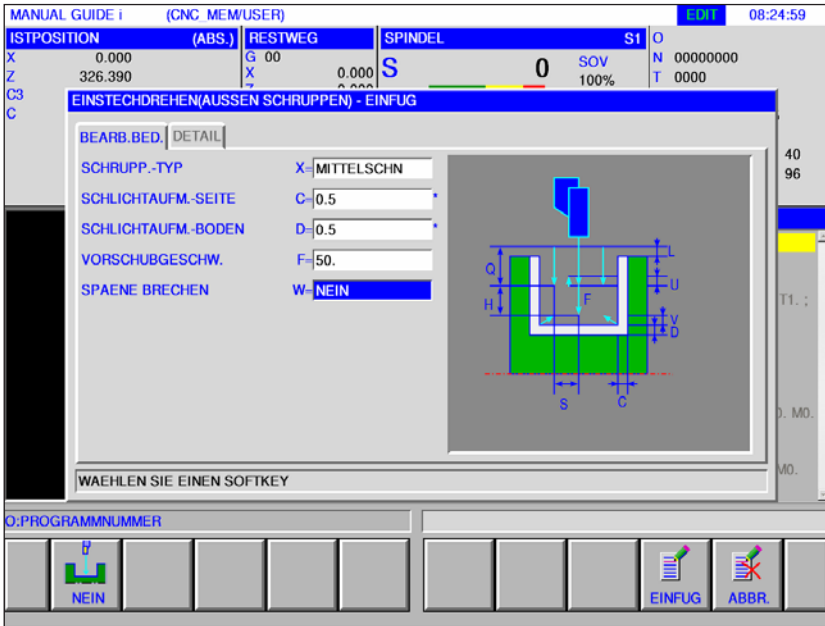 MANUAL GUIDE i (CNC_MEM/USER) EDIT 08:24:59
ISTPOSITION (ABS.) RESTWEG SPINDEL S1 O
X 0.000 G 00 N 00000000
Z 326.390 X 0.000 S 0 SOV 100% T 0000
C3
C
EINSTECHDREHEN(AUSSEN SCHRUPPEN) - EINFUG
BEARB.BED. DETAIL
SCHRUPP.-TYP X=MITTELSCHN
SCHLICHTAUFM.-SEITE C=0.5 *
SCHLICHTAUFM.-BODEN D=0.5 *
VORSCHUBGESCHW. F=50.
SPAENE BRECHEN W=NEIN
L
Q
U
H
F
V
D
S
C
40
96
T1. ;
M0.
M0.
WAEHLEN SIE EINEN SOFTKEY
O:PROGRAMMNUMMER
NEIN EINFUG ABBR.